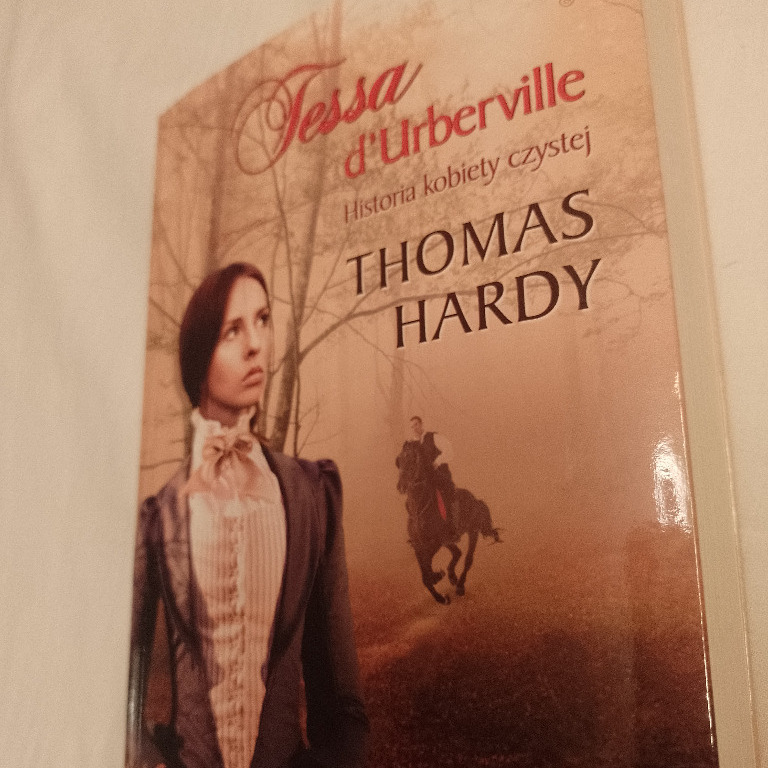 Tessa
d'Urberville
Historia kobiety czystej
THOMAS
HARDY